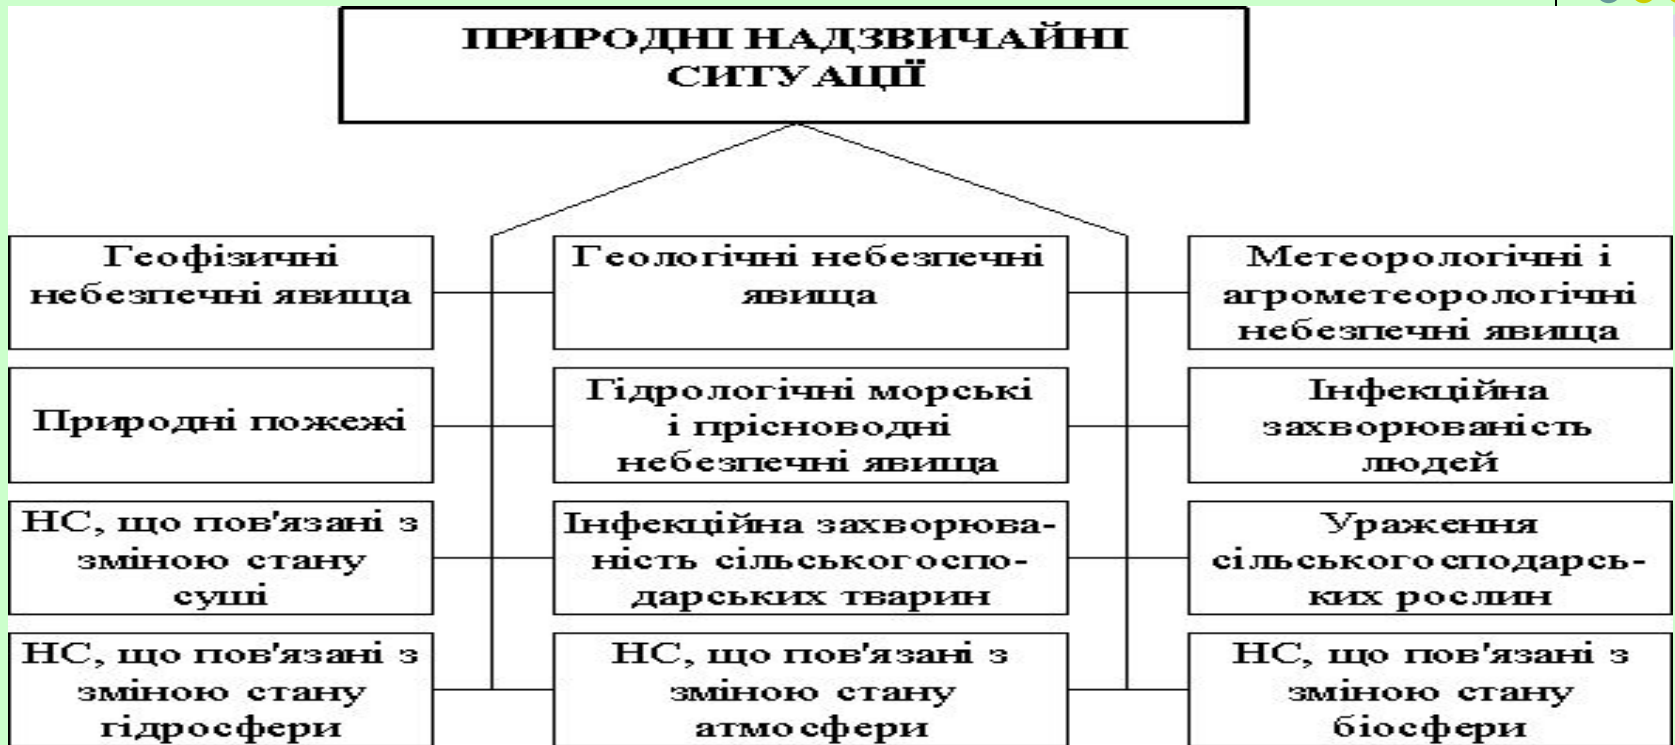 ПРИРОДНІ НАДЗВИЧАЙНІ
СИТУАЦІЇ
Геофізичні
небезпечні явища
Геологічні небезпечні
явища
Метеорологічні і
агрометеорологічні
небезпечні явища
Природні пожежі
Гідрологічні морські
і прісноводні
небезпечні явища
Інфекційна
захворюваність
людей
НС, що пов'язані з
зміною стану
суші
Інфекційна захворюва-
ність сільськогоспо-
дарських тварин
Ураження
сільськогосподарсь-
ких рослин
НС, що пов'язані з
зміною стану
гідросфери
НС, що пов'язані з
зміною стану
атмосфери
НС, що пов'язані з
зміною стану
біосфери